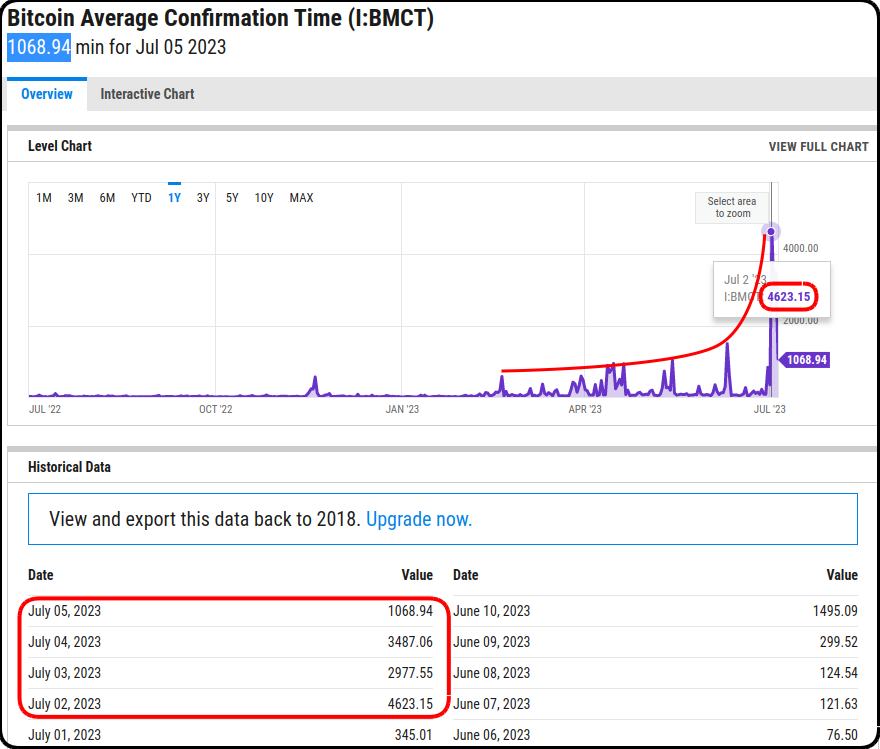 Bitcoin Average Confirmation Time (I:BMCT)
1068.94 min for Jul 05 2023
Overview Interactive Chart
Level Chart VIEW FULL CHART
1M 3M 6M YTD 1Y 3Y 5Y 10Y MAX
Select area
to zoom
4000.00
Jul 2 '23
I:BMCT 4623.15
2000.00
1068.94
JUL '22 OCT '22 JAN '23 APR '23 JUL '23
Historical Data
View and export this data back to 2018. Upgrade now.
Date Value Date Value
July 05, 2023 1068.94 June 10, 2023 1495.09
July 04, 2023 3487.06 June 09, 2023 299.52
July 03, 2023 2977.55 June 08, 2023 124.54
July 02, 2023 4623.15 June 07, 2023 121.63
July 01, 2023 345.01 June 06, 2023 76.50